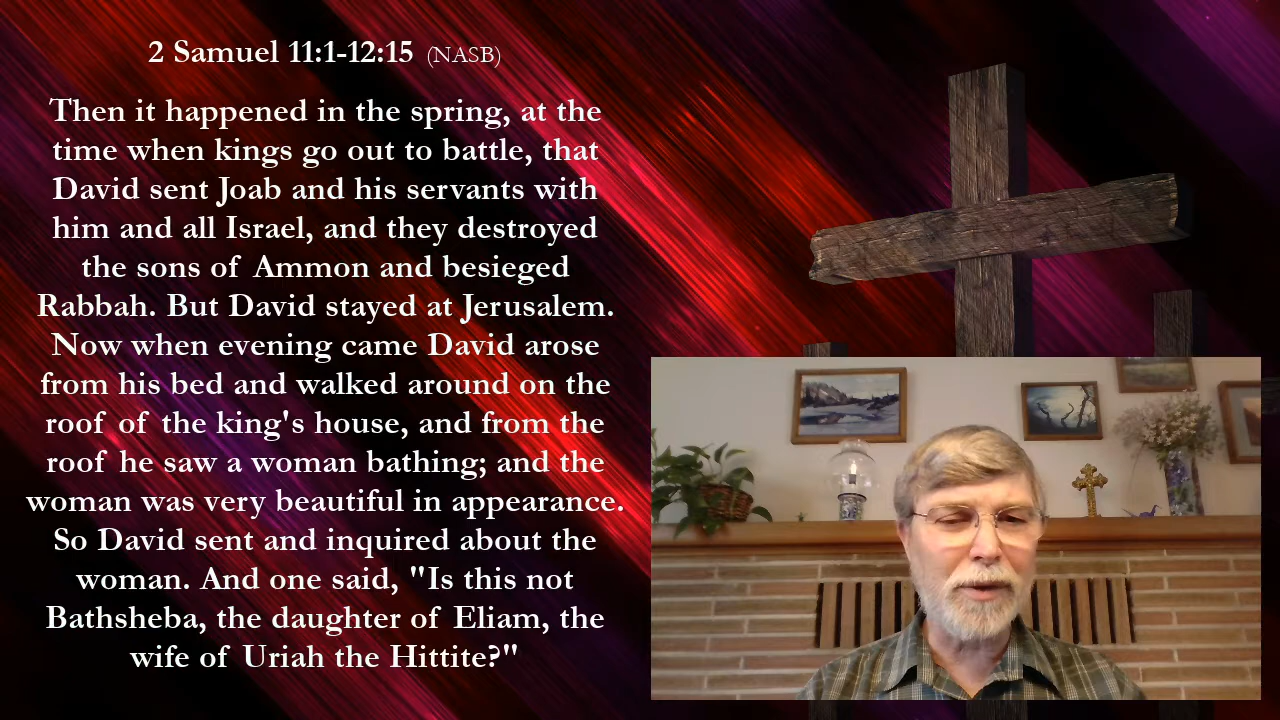 2 Samuel 11:1-12:15 (NASB)
Then it happened in the spring, at the
time when kings go out to battle, that
David sent Joab and his servants with
him and all Israel, and they destroyed
the sons of Ammon and besieged
Rabbah. But David stayed at Jerusalem.
Now when evening came David arose
from his bed and walked around on the
roof of the king's house, and from the
roof he saw a woman bathing; and the
woman was very beautiful in appearance.
So David sent and inquired about the
woman. And one said, "Is this not
Bathsheba, the daughter of Eliam, the
wife of Uriah the Hittite?"